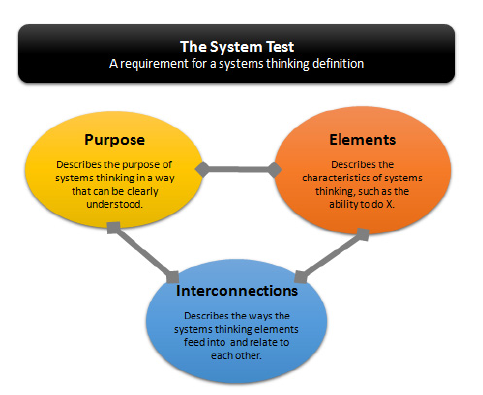 The System Test
A requirement for a systems thinking definition
Purpose
Describes the purpose of
systems thinking in a way
that can be clearly
understood.
Elements
Describes the
characteristics of systems
thinking, such as the
ability to do X.
Interconnections
Describes the ways the
systems thinking elements
feed into and relate to
each other.